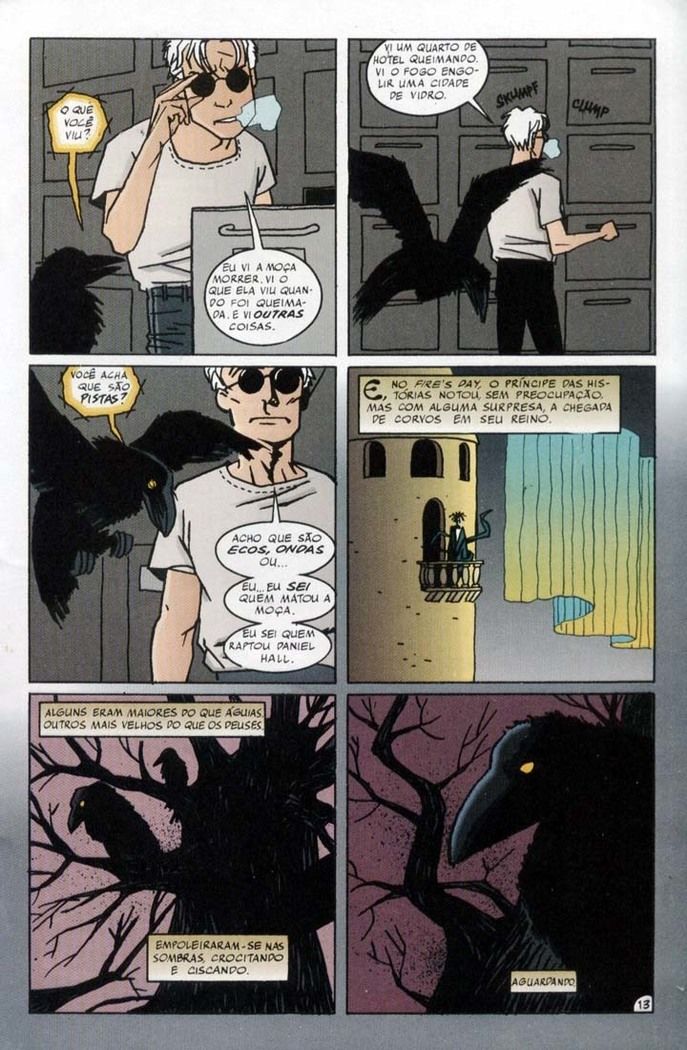 O QUE
VOCÊ
VIU?
EU VI A MOÇA
MORRER. VI O
QUE ELA VIU QUAN-
DO FOI QUEIMA-
DA. E VI OUTRAS
COISAS.
VI UM QUARTO DE
HOTEL QUEIMANDO.
VI O FOGO ENGO-
LIR UMA CIDADE
DE VIDRO.
SKUMPF
CLUMP
VOCÊ ACHA
QUE SÃO
PISTAS?
ACHO QUE SÃO
ECOS, ONDAS
OU...
EU... EU SEI
QUEM MATOU A
MOÇA.
EU SEI QUEM
RAPTOU DANIEL
HALL.
E, NO FIRE'S DAY, O PRÍNCIPE DAS HIS-
TÓRIAS NOTOU, SEM PREOCUPAÇÃO,
MAS COM ALGUMA SURPRESA, A CHEGADA
DE CORVOS EM SEU REINO.
ALGUNS ERAM MAIORES DO QUE ÁGUIAS,
OUTROS MAIS VELHOS DO QUE OS DEUSES.
EMPOLEIRARAM-SE NAS
SOMBRAS, CROCITANDO
E CISCANDO.
AGUARDANDO.
13